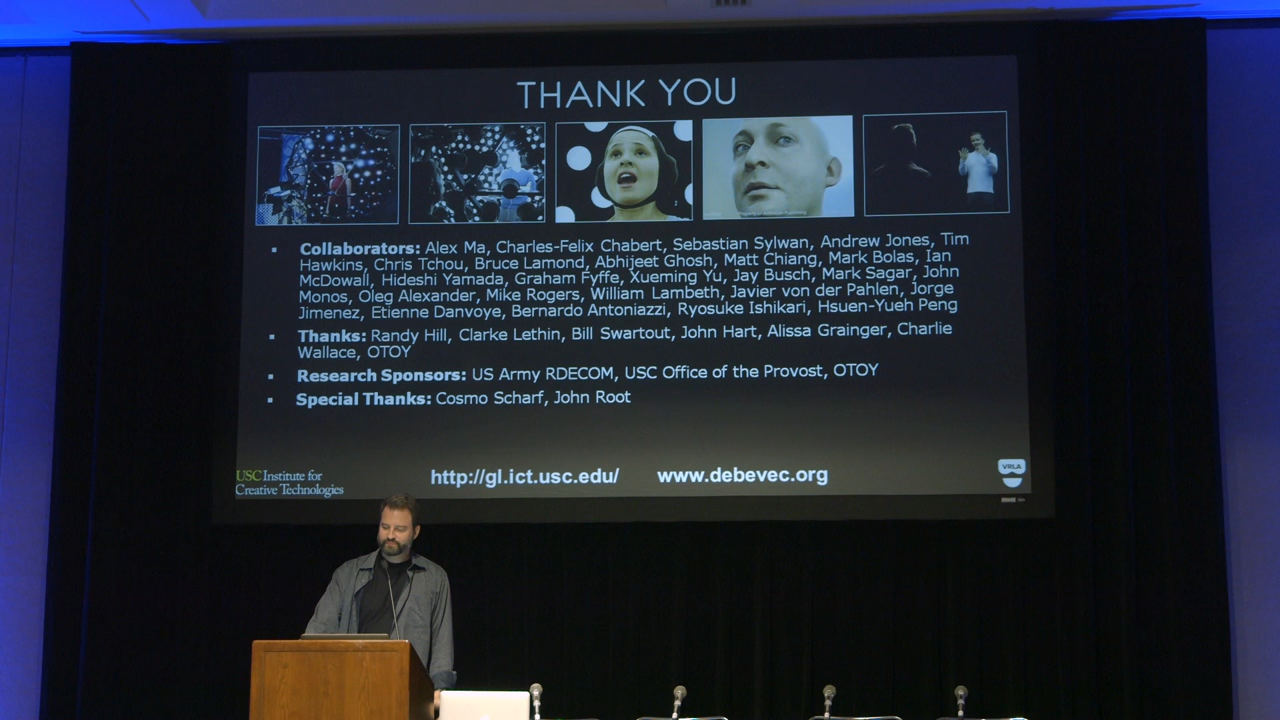 THANK YOU
Collaborators: Alex Ma, Charles-Felix Chabert, Sebastian Sylwan, Andrew Jones, Tim
Hawkins, Chris Tchou, Bruce Lamond, Abhijeet Ghosh, Matt Chiang, Mark Bolas, Ian
McDowall, Hideshi Yamada, Graham Fyffe, Xueming Yu, Jay Busch, Mark Sagar, John
Monos, Oleg Alexander, Mike Rogers, William Lambeth, Javier von der Pahlen, Jorge
Jimenez, Etienne Danvoye, Bernardo Antoniazzi, Ryosuke Ishikari, Hsuen-Yueh Peng
Thanks: Randy Hill, Clarke Lethin, Bill Swartout, John Hart, Alissa Grainger, Charlie
Wallace, OTOY
Research Sponsors: US Army RDECOM, USC Office of the Provost, OTOY
Special Thanks: Cosmo Scharf, John Root
USC Institute for
Creative Technologies
http://gl.ict.usc.edu/ www.debevec.org
VRLA